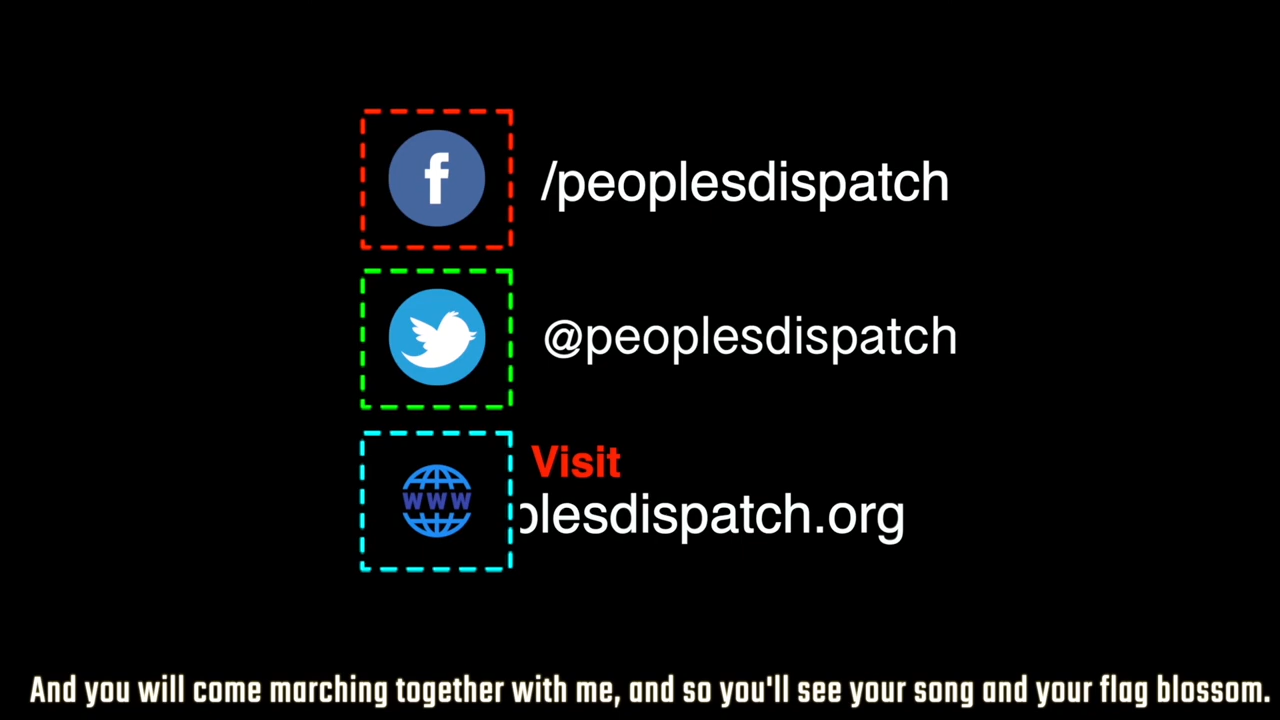 f
/peoplesdispatch
@peoplesdispatch
Visit
www
plesdispatch.org
And you will come marching together with me, and so you'll see your song and your flag blossom.